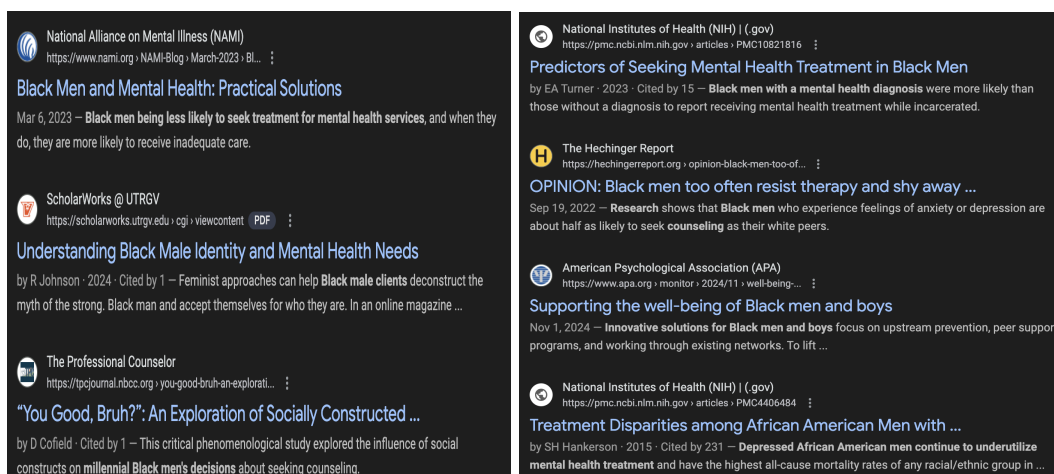 National Alliance on Mental Illness (NAMI)
https://www.nami.org › NAMI-Blog › March-2023 › Bl...
Black Men and Mental Health: Practical Solutions
Mar 6, 2023 — Black men being less likely to seek treatment for mental health services, and when they
do, they are more likely to receive inadequate care.
ScholarWorks @ UTRGV
https://scholarworks.utrgv.edu › cgi › viewcontent PDF
Understanding Black Male Identity and Mental Health Needs
by R Johnson · 2024 · Cited by 1 — Feminist approaches can help Black male clients deconstruct the
myth of the strong. Black man and accept themselves for who they are. In an online magazine ...
The Professional Counselor
https://tpcjournal.nbcc.org › you-good-bruh-an-explorati...
“You Good, Bruh?”: An Exploration of Socially Constructed ...
by D Cofield · Cited by 1 — This critical phenomenological study explored the influence of social
constructs on millennial Black men's decisions about seeking counseling.
National Institutes of Health (NIH) | (.gov)
https://pmc.ncbi.nlm.nih.gov › articles › PMC10821816
Predictors of Seeking Mental Health Treatment in Black Men
by EA Turner · 2023 · Cited by 15 — Black men with a mental health diagnosis were more likely than
those without a diagnosis to report receiving mental health treatment while incarcerated.
H
The Hechinger Report
https://hechingerreport.org › opinion-black-men-too-of...
OPINION: Black men too often resist therapy and shy away ...
Sep 19, 2022 — Research shows that Black men who experience feelings of anxiety or depression are
about half as likely to seek counseling as their white peers.
American Psychological Association (APA)
https://www.apa.org › monitor › 2024/11 › well-being-...
Supporting the well-being of Black men and boys
Nov 1, 2024 — Innovative solutions for Black men and boys focus on upstream prevention, peer suppor
programs, and working through existing networks. To lift ...
National Institutes of Health (NIH) | (.gov)
https://pmc.ncbi.nlm.nih.gov › articles › PMC4406484
Treatment Disparities among African American Men with ...
by SH Hankerson · 2015 · Cited by 231 — Depressed African American men continue to underutilize
mental health treatment and have the highest all-cause mortality rates of any racial/ethnic group in ...